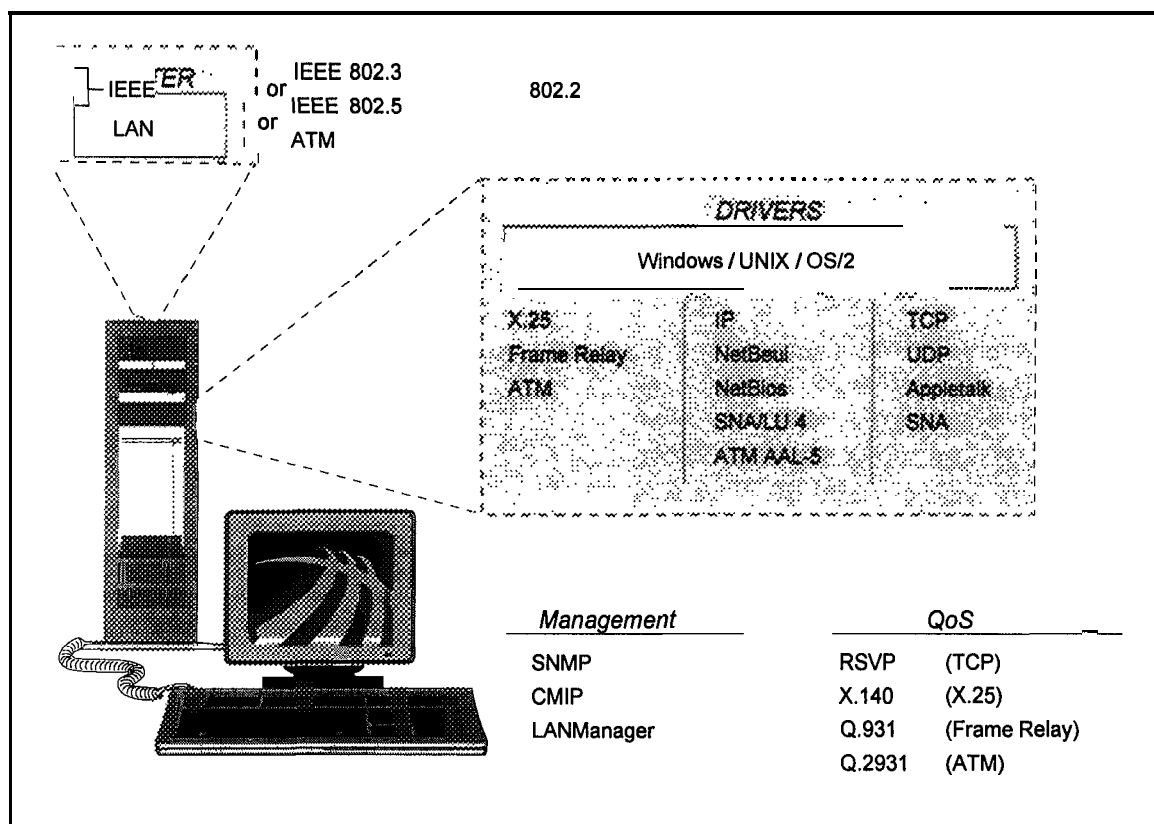 ER
IEEE
LAN
or IEEE 802.3
or IEEE 802.5
ATM
802.2
DRIVERS
Windows / UNIX / OS/2
X.25 IP TCP
Frame Relay NetBeui UDP
ATM NetBios Appletalk
SNA/LU 4 SNA
ATM AAL-5
Management QoS
SNMP RSVP (TCP)
CMIP X.140 (X.25)
LANManager Q.931 (Frame Relay)
Q.2931 (ATM)